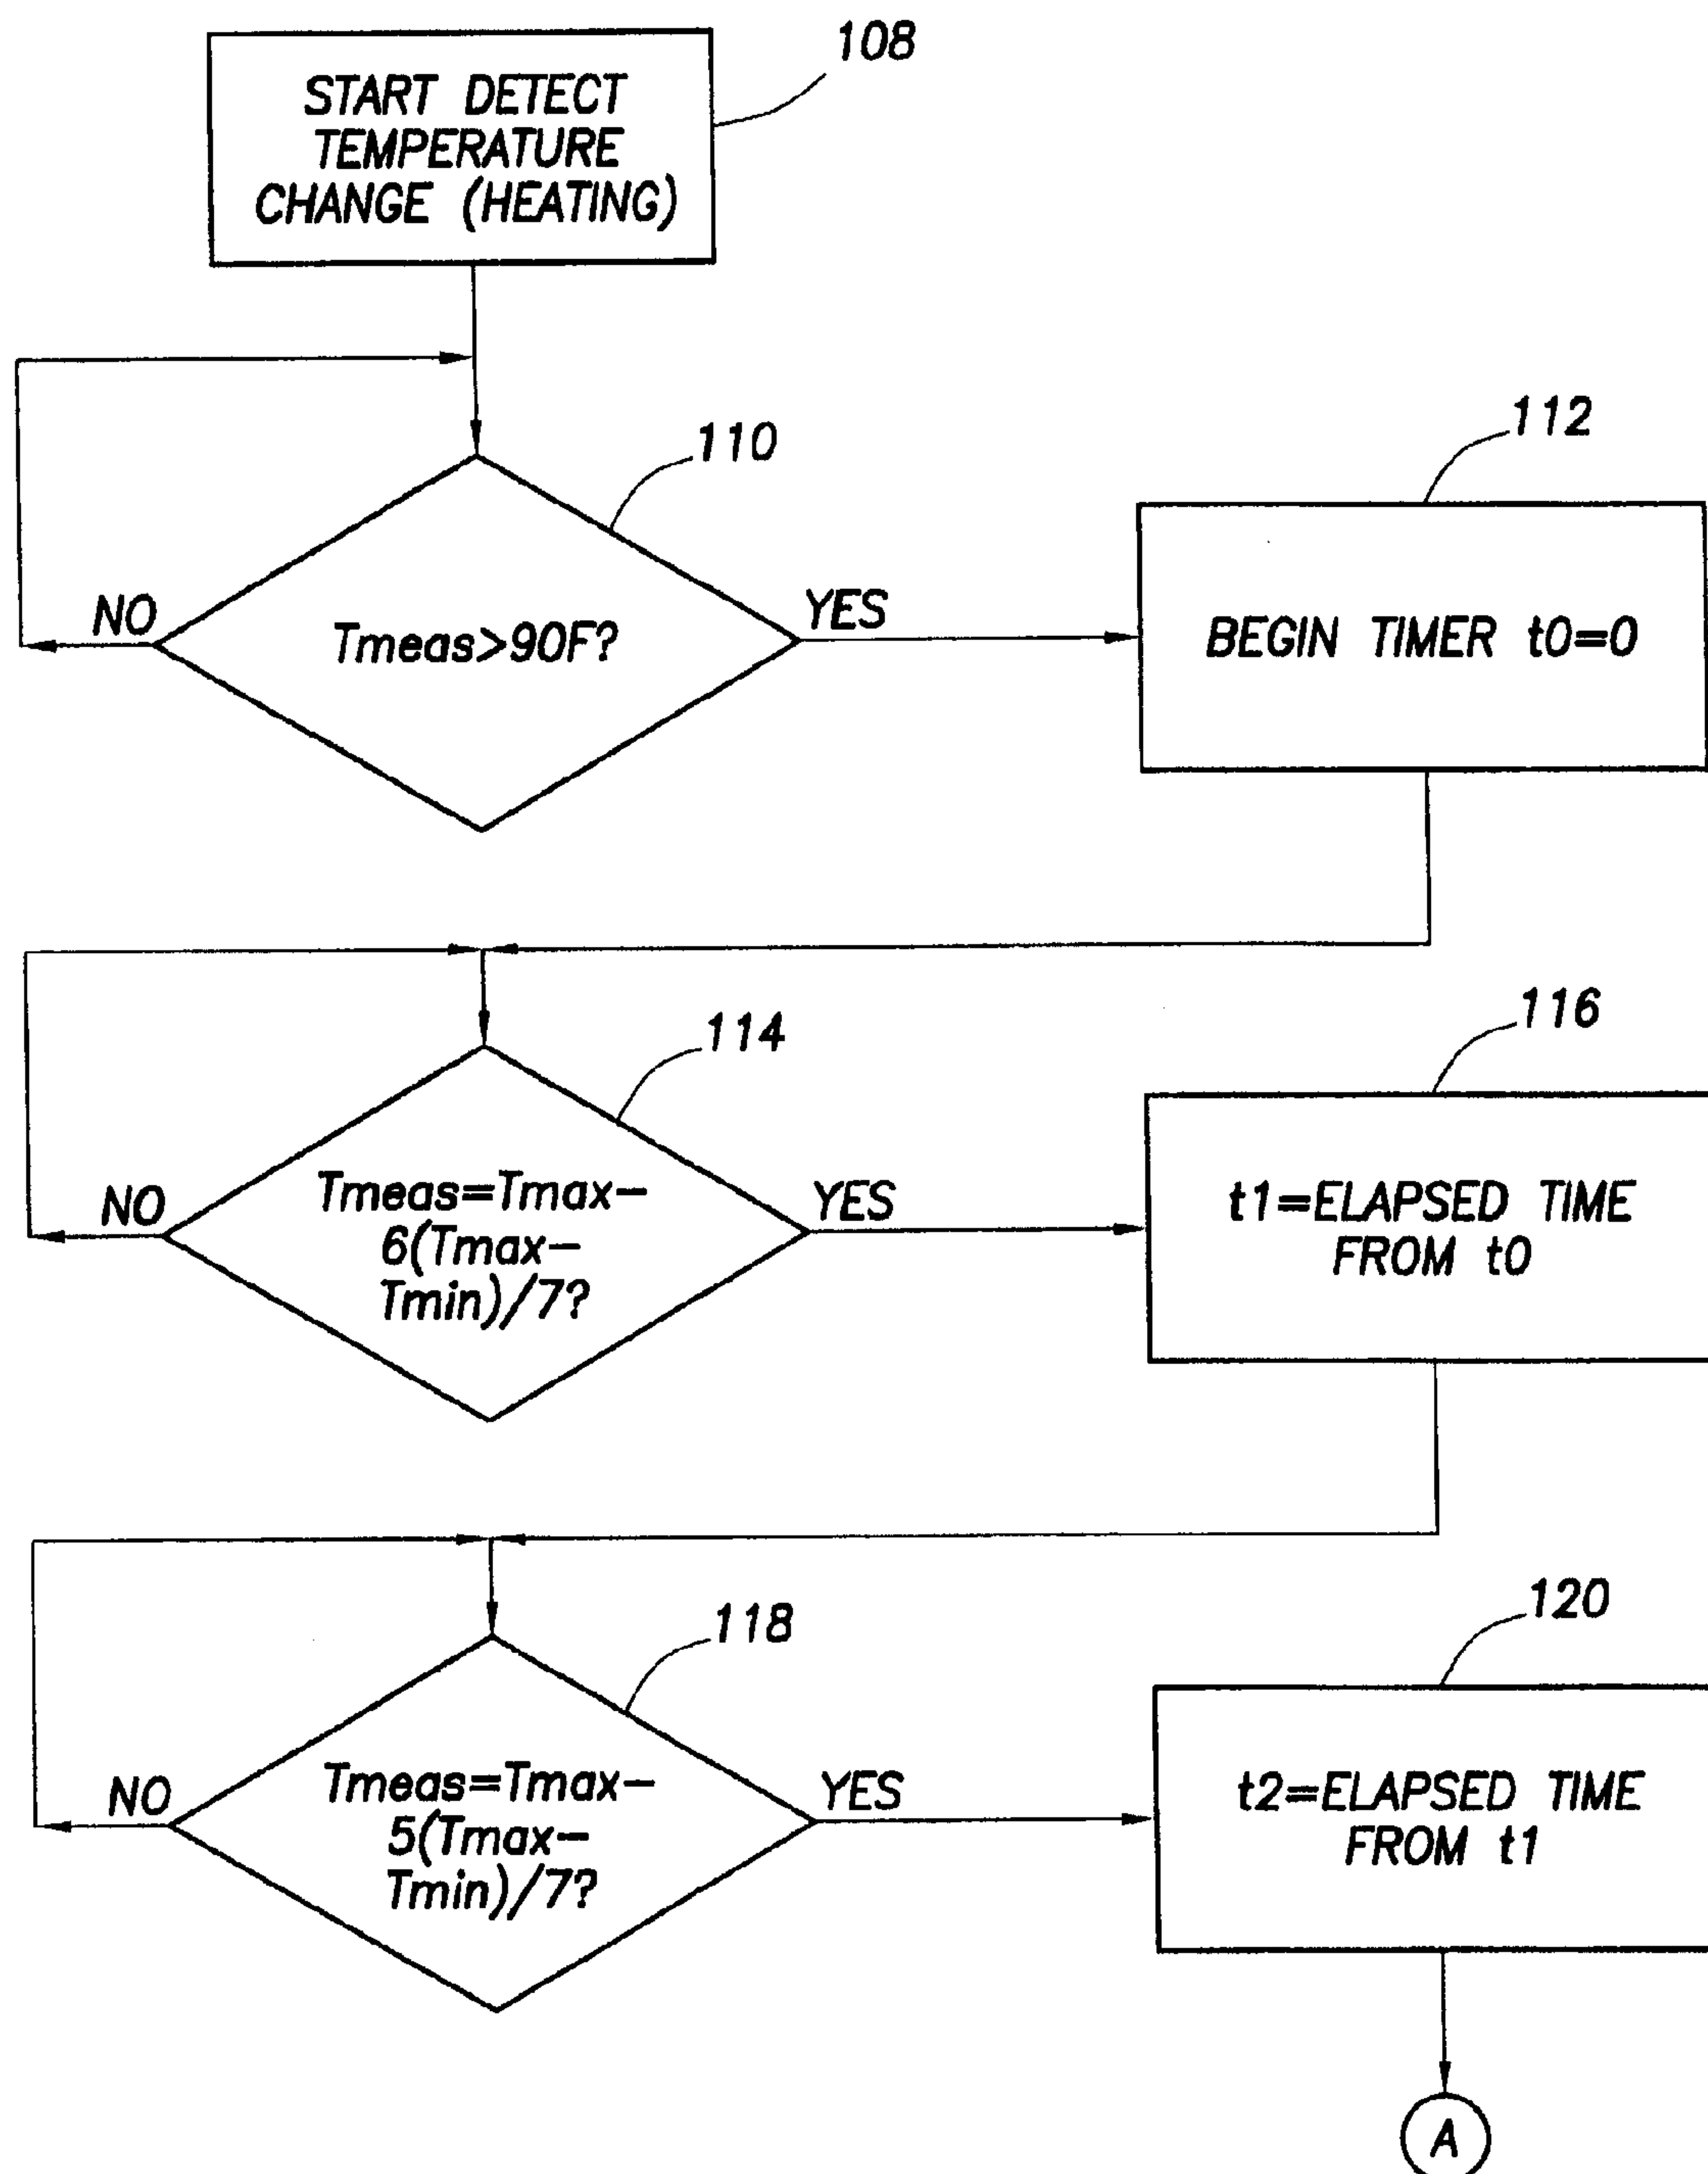 108
START DETECT
TEMPERATURE
CHANGE (HEATING)
110
Tmeas>90F?
NO
YES
112
BEGIN TIMER t0=0
114
Tmeas=Tmax-
6(Tmax-
Tmin)/7?
NO
YES
116
t1=ELAPSED TIME
FROM t0
118
Tmeas=Tmax-
5(Tmax-
Tmin)/7?
NO
YES
120
t2=ELAPSED TIME
FROM t1
A